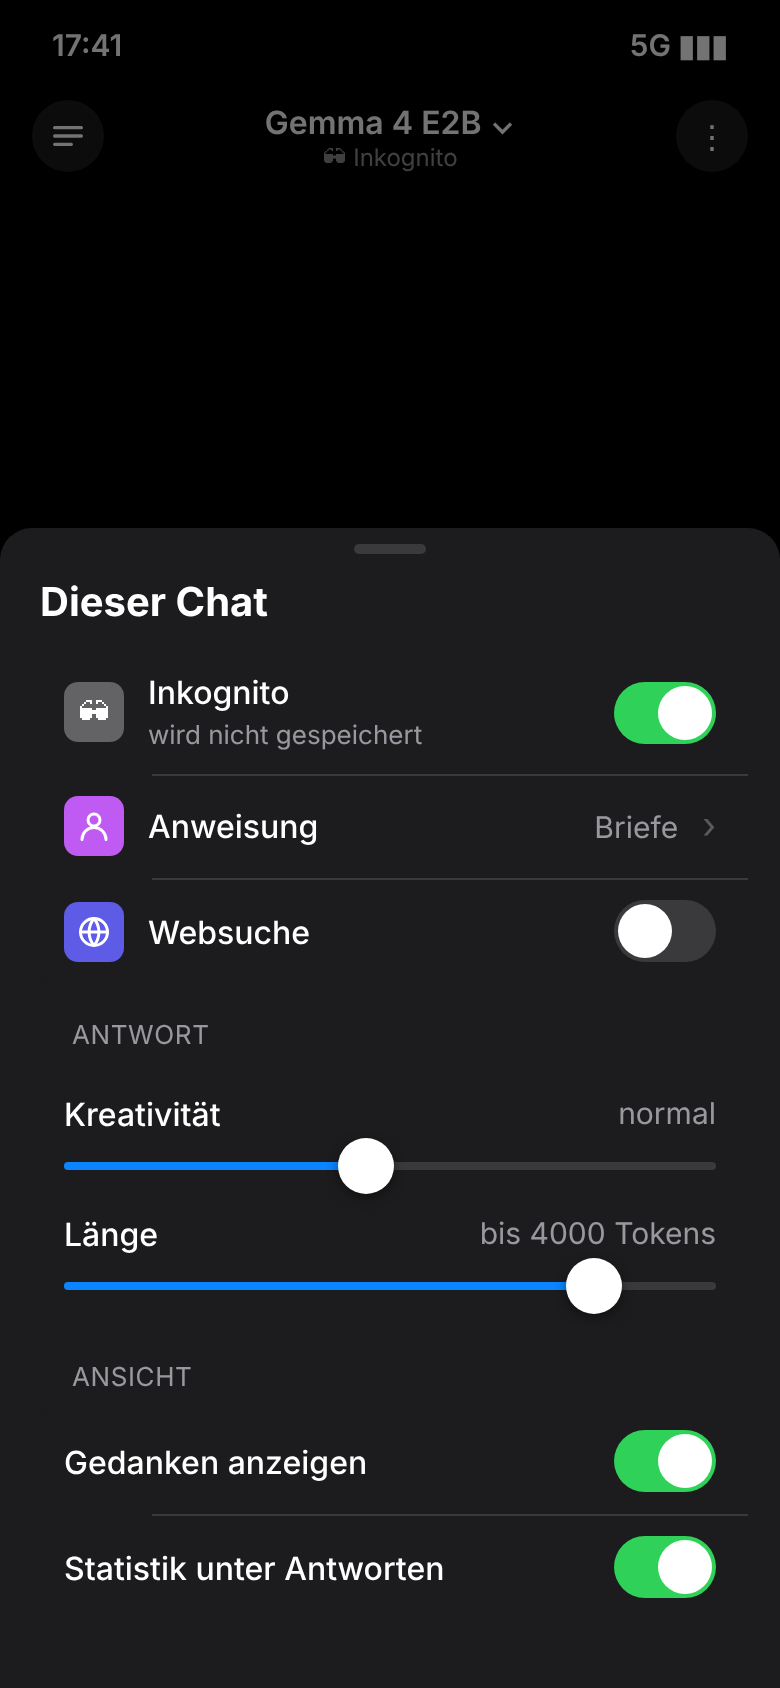 17:41
5G
Gemma 4 E2B
Inkognito
Dieser Chat
Inkognito
wird nicht gespeichert
Anweisung
Briefe
Websuche
ANTWORT
Kreativität
normal
Länge
bis 4000 Tokens
ANSICHT
Gedanken anzeigen
Statistik unter Antworten